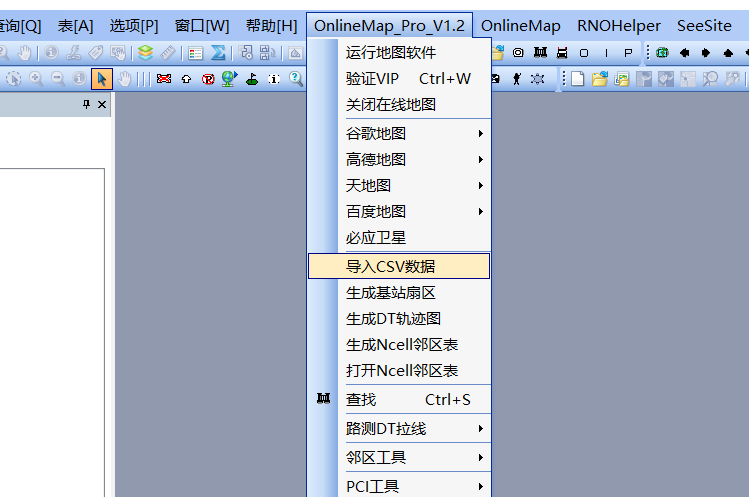 查询[Q] 表[A] 选项[P] 窗口[W] 帮助[H] OnlineMap_Pro_V1.2 OnlineMap RNOHelper SeeSite
运行地图软件
验证VIP Ctrl+W
关闭在线地图
谷歌地图
高德地图
天地图
百度地图
必应卫星
导入CSV数据
生成基站扇区
生成DT轨迹图
生成Ncell邻区表
打开Ncell邻区表
查找 Ctrl+S
路测DT拉线
邻区工具
PCI工具